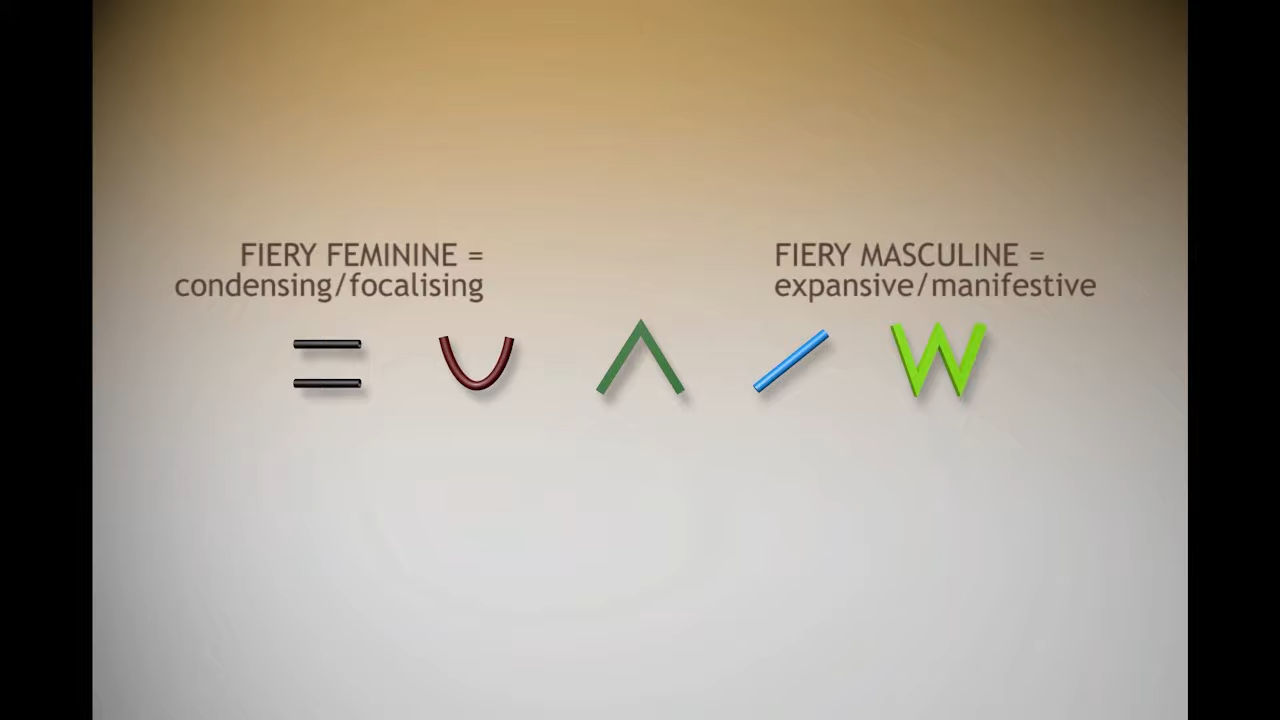 FIERY FEMININE =
condensing/focalising
FIERY MASCULINE =
expansive/manifestive